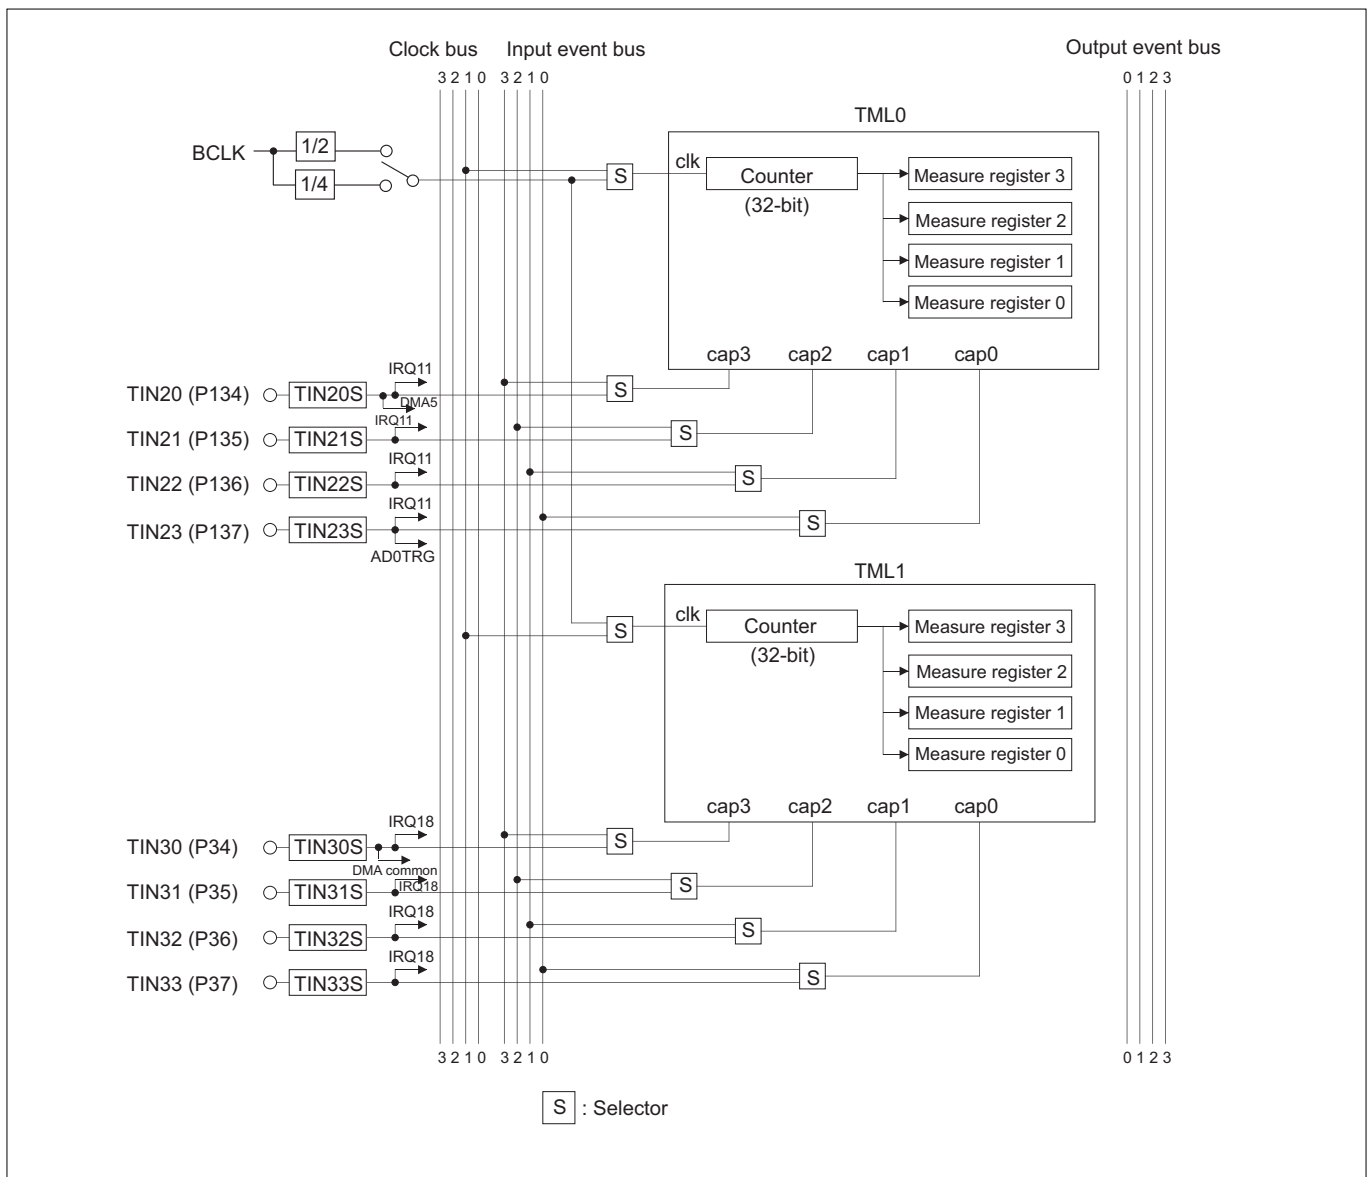 Clock bus Input event bus Output event bus
3 2 1 0 3 2 1 0 0 1 2 3
TML0
BCLK 1/2
1/4
S clk Counter
(32-bit)
Measure register 3
Measure register 2
Measure register 1
Measure register 0
cap3 cap2 cap1 cap0
IRQ11
TIN20 (P134) TIN20S DMA5 S
IRQ11
TIN21 (P135) TIN21S S
IRQ11
TIN22 (P136) TIN22S S
IRQ11
TIN23 (P137) TIN23S S
AD0TRG
TML1
S clk Counter
(32-bit)
Measure register 3
Measure register 2
Measure register 1
Measure register 0
cap3 cap2 cap1 cap0
IRQ18
TIN30 (P34) TIN30S S
DMA common
IRQ18
TIN31 (P35) TIN31S S
IRQ18
TIN32 (P36) TIN32S S
IRQ18
TIN33 (P37) TIN33S S
3 2 1 0 3 2 1 0 0 1 2 3
S : Selector